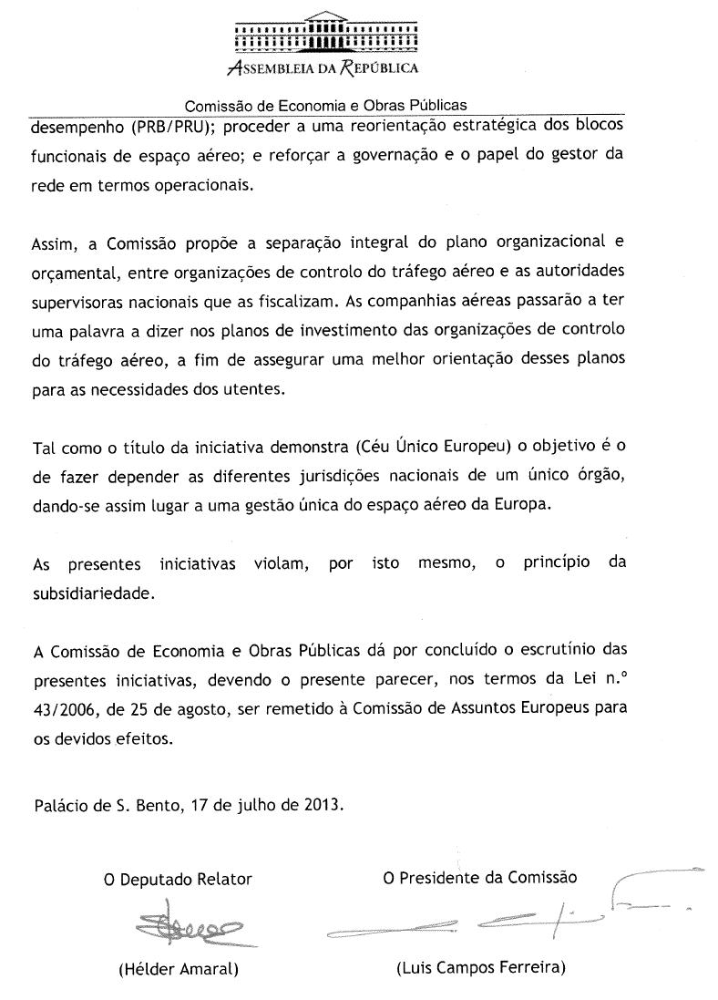 ASSEMBLEIA DA REPÚBLICA
Comissão de Economia e Obras Públicas
desempenho (PRB/PRU); proceder a uma reorientação estratégica dos blocos
funcionais de espaço aéreo; e reforçar a governação e o papel do gestor da
rede em termos operacionais.
Assim, a Comissão propõe a separação integral do plano organizacional e
orçamental, entre organizações de controlo do tráfego aéreo e as autoridades
supervisoras nacionais que as fiscalizam. As companhias aéreas passarão a ter
uma palavra a dizer nos planos de investimento das organizações de controlo
do tráfego aéreo, a fim de assegurar uma melhor orientação desses planos
para as necessidades dos utentes.
Tal como o título da iniciativa demonstra (Céu Único Europeu) o objetivo é o
de fazer depender as diferentes jurisdições nacionais de um único órgão,
dando-se assim lugar a uma gestão única do espaço aéreo da Europa.
As presentes iniciativas violam, por isto mesmo, o princípio da
subsidiariedade.
A Comissão de Economia e Obras Públicas dá por concluído o escrutínio das
presentes iniciativas, devendo o presente parecer, nos termos da Lei n.º
43/2006, de 25 de agosto, ser remetido à Comissão de Assuntos Europeus para
os devidos efeitos.
Palácio de S. Bento, 17 de julho de 2013.
O Deputado Relator
O Presidente da Comissão
(Hélder Amaral)
(Luis Campos Ferreira)